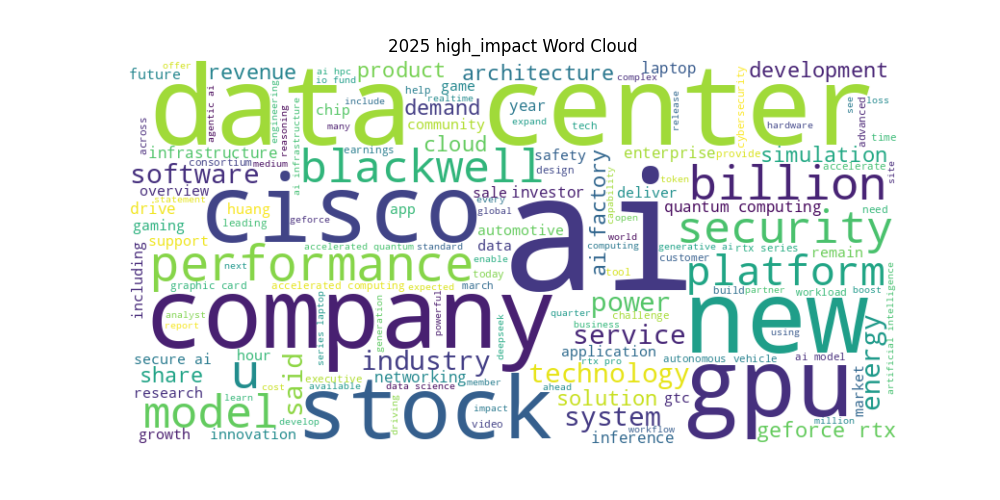 2025 high_impact Word Cloud
offer
future
revenue
ai hpc
io fund
product
architecture
laptop
complex
development
data center
across
agentic ai
engineering
reasoning
ai infrastructure
include
help
realtime
game
demand
year
expand
tech
release
cybersecurity
hardware
see
advanced
loss
time
chip
many
community
earnings
cloud
infrastructure
consortium
medium
blackwell
safety
design
enterprise
provide
simulation
accelerate
software
overview
sale
investor
ai factory
capability
deliver
token
billion
site
statement
drive
huang
cisco
geforce
app
every
global
ai
open
quantum computing
need
gaming
leading
automotive
world
security
including
support
accelerated quantum
standard
data
computing
generative ai
rtx series
remain
performance
next
enable
today
tool
customer
platform
graphic card
accelerated computing
expected
march
build
partner
workload
boost
artificial intelligence
company
analyst
report
series laptop
generation
powerful
deepseek
quarter
business
power
challenge
new
using
energy
service
secure ai
hour
industry
application
rtx pro
autonomous vehicle
ai model
share
u
said
executive
available
networking
data science
member
ahead
technology
gpu
market
research
learn
cost
solution
gtc
million
model
develop
stock
driving
impact
video
system
workflow
growth
innovation
inference
geforce rtx